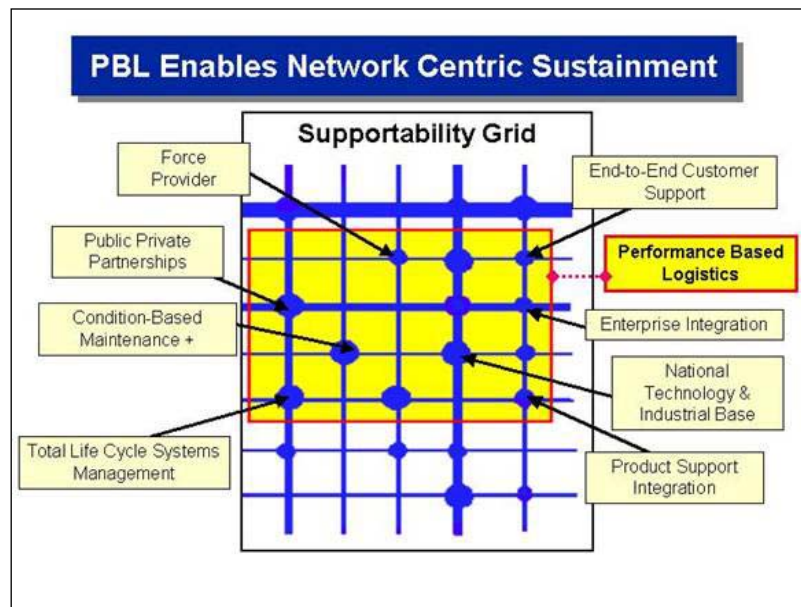 PBL Enables Network Centric Sustainment
Supportability Grid
Force
Provider
End-to-End Customer
Support
Public Private
Partnerships
Performance Based
Logistics
Condition-Based
Maintenance +
Enterprise Integration
National
Technology &
Industrial Base
Total Life Cycle Systems
Management
Product Support
Integration